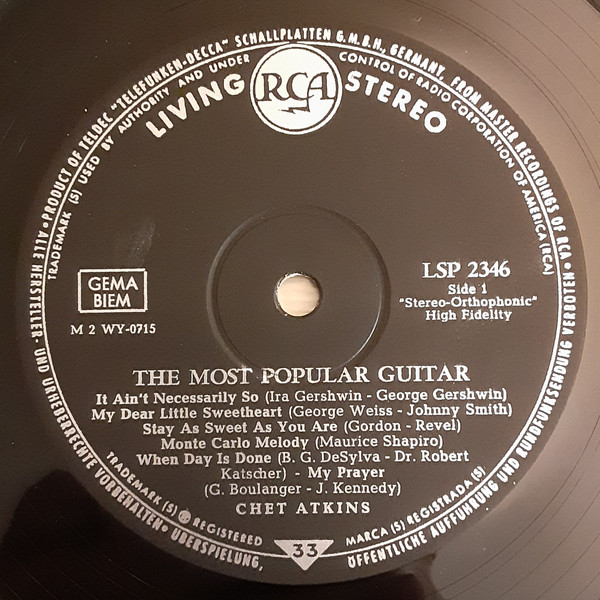 PRODUCT OF TELDEC "TELEFUNKEN-DECCA" SCHALLPLATTEN G.M.B.H., GERMANY, FROM MASTER RECORDINGS OF RCA •
ALLE HERSTELLER- UND URHEBERRECHTE VORBEHALTEN • ÜBERSPIELUNG, ÖFFENTLICHE AUFFÜHRUNG UND RUNDFUNKSENDUNG VERBOTEN •
TRADEMARK (S) USED BY AUTHORITY AND UNDER CONTROL OF RADIO CORPORATION OF AMERICA (RCA)
LIVING RCA STEREO
GEMA
BIEM
M 2 WY-0715
LSP 2346
Side 1
"Stereo-Orthophonic"
High Fidelity
THE MOST POPULAR GUITAR
It Ain't Necessarily So (Ira Gershwin - George Gershwin)
My Dear Little Sweetheart (George Weiss - Johnny Smith)
Stay As Sweet As You Are (Gordon - Revel)
Monte Carlo Melody (Maurice Shapiro)
When Day Is Done (B. G. DeSylva - Dr. Robert
Katscher) - My Prayer
(G. Boulanger - J. Kennedy)
CHET ATKINS
TRADEMARK (S) ® REGISTERED
MARCA (S) REGISTRADA (S)
33